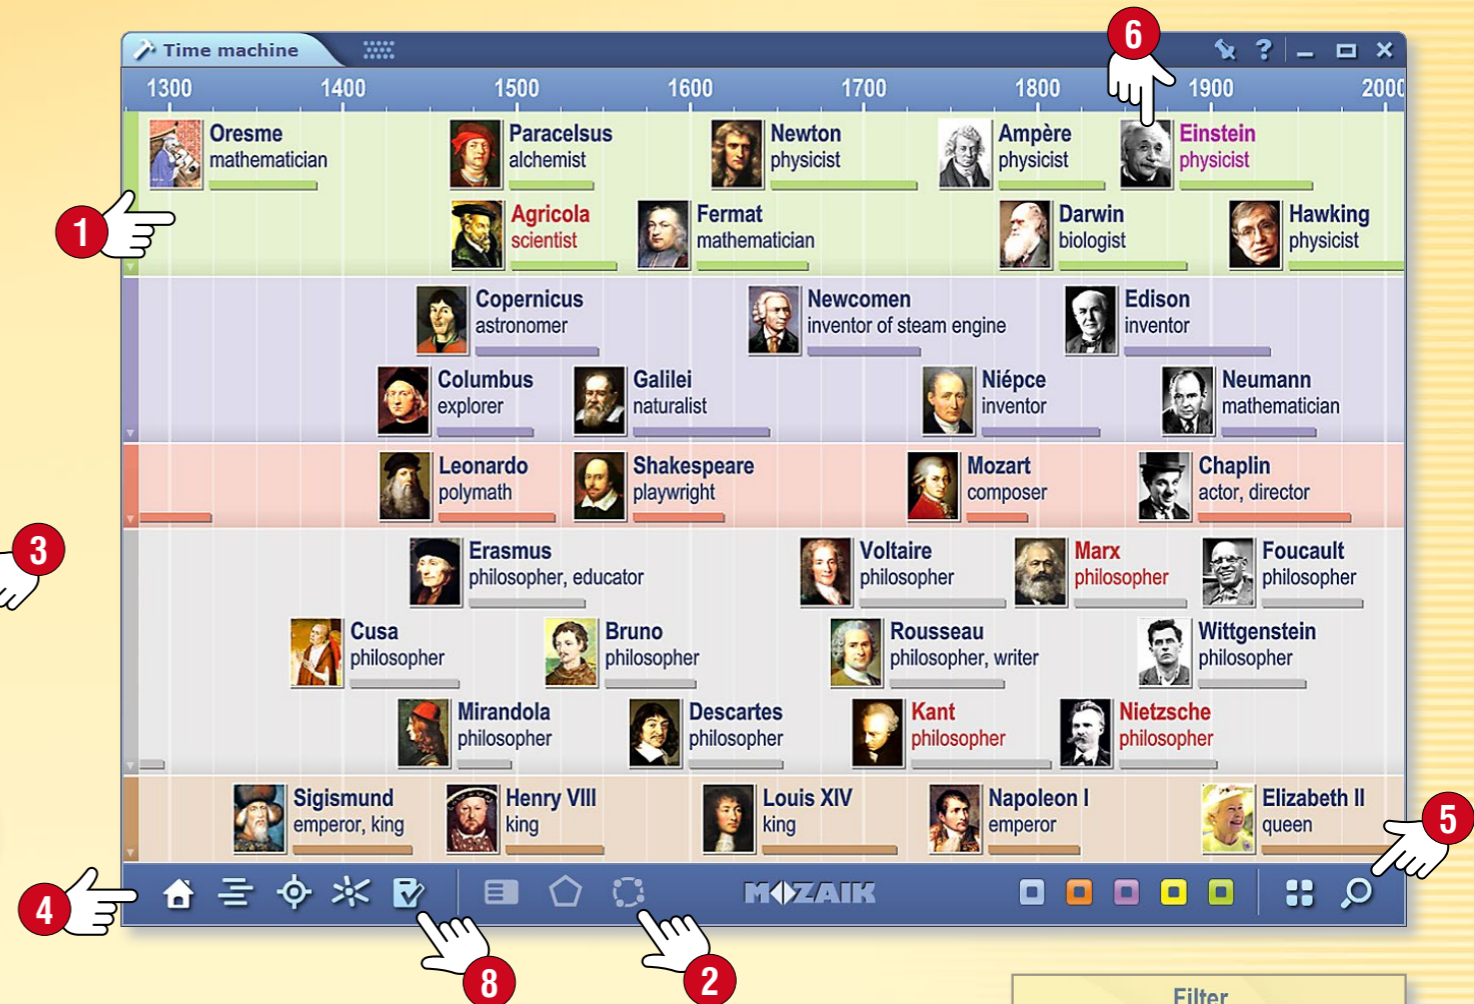 6
Time machine
?
1300 1400 1500 1600 1700 1800 1900 2000
Oresme
mathematician
Paracelsus
alchemist
Newton
physicist
Ampère
physicist
Einstein
physicist
1
Agricola
scientist
Fermat
mathematician
Darwin
biologist
Hawking
physicist
Copernicus
astronomer
Newcomen
inventor of steam engine
Edison
inventor
Columbus
explorer
Galilei
naturalist
Niépce
inventor
Neumann
mathematician
Leonardo
polymath
Shakespeare
playwright
Mozart
composer
Chaplin
actor, director
3
Erasmus
philosopher, educator
Voltaire
philosopher
Marx
philosopher
Foucault
philosopher
Cusa
philosopher
Bruno
philosopher
Rousseau
philosopher, writer
Wittgenstein
philosopher
Mirandola
philosopher
Descartes
philosopher
Kant
philosopher
Nietzsche
philosopher
Sigismund
emperor, king
Henry VIII
king
Louis XIV
king
Napoleon I
emperor
Elizabeth II
queen
5
4
MOZAIK
8
2
Filter